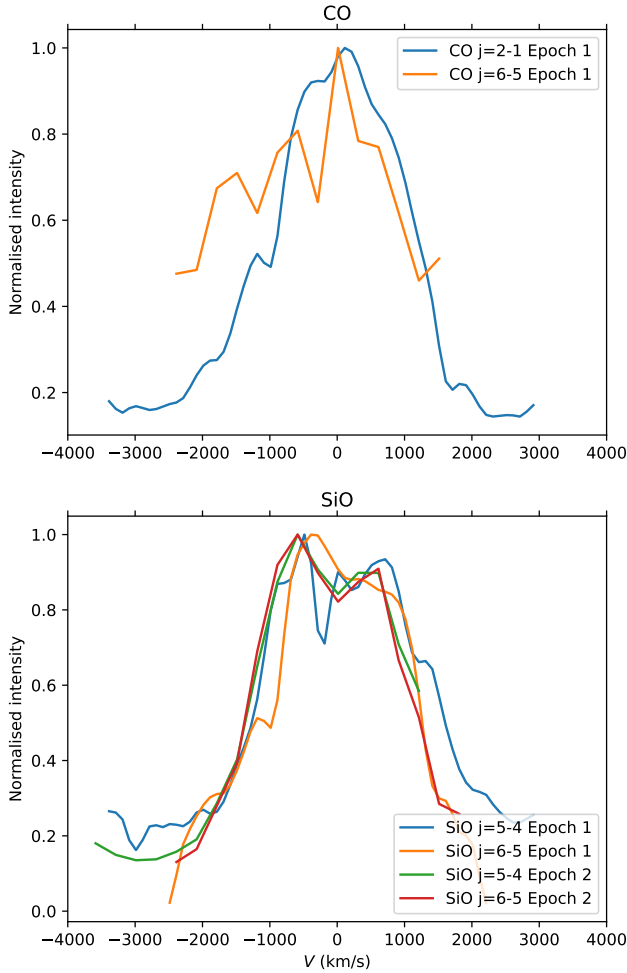 CO
1.0
0.8
0.6
0.4
0.2
Normalised intensity
CO j=2-1 Epoch 1
CO j=6-5 Epoch 1
−4000 −3000 −2000 −1000 0 1000 2000 3000 4000
SiO
1.0
0.8
0.6
0.4
0.2
0.0
Normalised intensity
SiO j=5-4 Epoch 1
SiO j=6-5 Epoch 1
SiO j=5-4 Epoch 2
SiO j=6-5 Epoch 2
−4000 −3000 −2000 −1000 0 1000 2000 3000 4000
V (km/s)